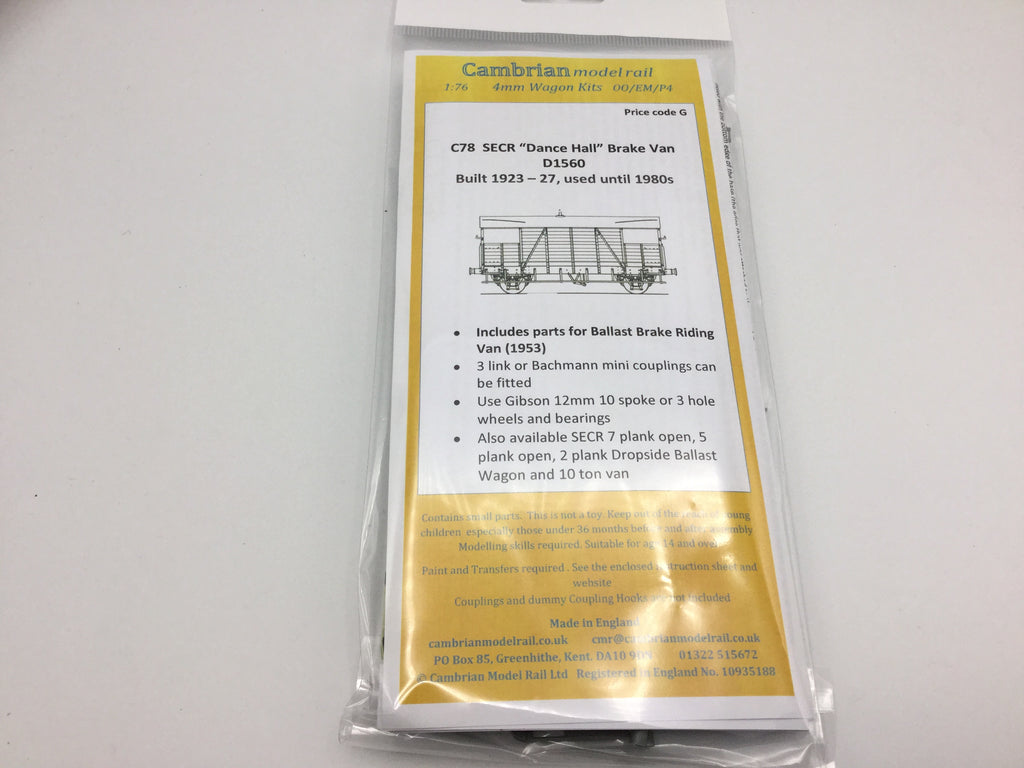 Cambrian model rail
1:76 4mm Wagon Kits OO/EM/P4
Price code G
C78 SECR “Dance Hall” Brake Van
D1560
Built 1923 – 27, used until 1980s
• Includes parts for Ballast Brake Riding
Van (1953)
• 3 link or Bachmann mini couplings can
be fitted
• Use Gibson 12mm 10 spoke or 3 hole
wheels and bearings
• Also available SECR 7 plank open, 5
plank open, 2 plank Dropside Ballast
Wagon and 10 ton van
Contains small parts. This is not a toy. Keep out of the reach of young
children especially those under 36 months before and after assembly
Modelling skills required. Suitable for age 14 and over
Paint and Transfers required . See the enclosed instruction sheet and
website
Couplings and dummy Coupling Hooks are not included
Made in England
cambrianmodelrail.co.uk cmr@cambrianmodelrail.co.uk
PO Box 85, Greenhithe, Kent. DA10 01322 515672
© Cambrian Model Rail Ltd Registered in England No. 10935188